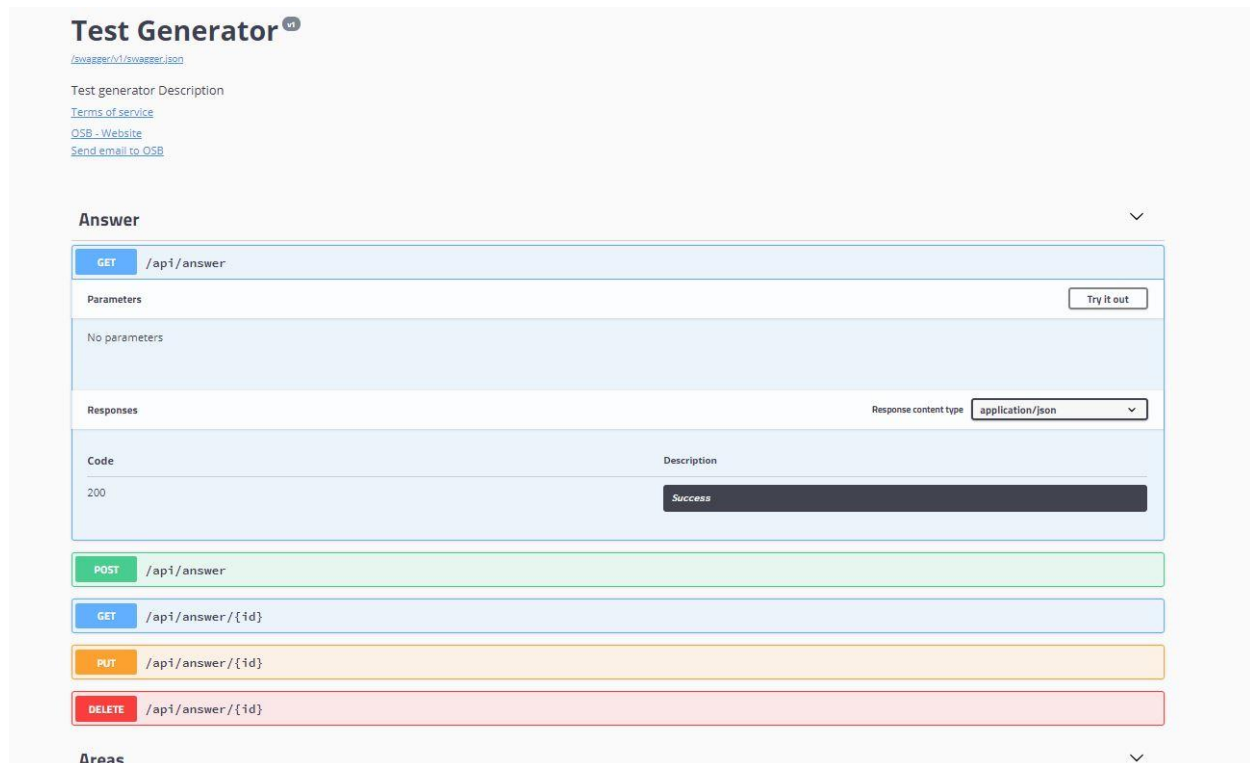 Test Generator v1
/swagger/v1/swagger.json
Test generator Description
Terms of service
OSB - Website
Send email to OSB
Answer
GET /api/answer
Parameters Try it out
No parameters
Responses Response content type application/json
Code Description
200 Success
POST /api/answer
GET /api/answer/{id}
PUT /api/answer/{id}
DELETE /api/answer/{id}
Areas